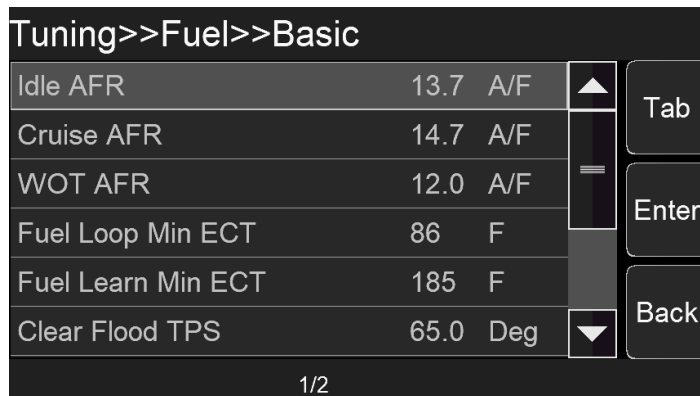 Tuning>>Fuel>>Basic
Idle AFR 13.7 A/F
Cruise AFR 14.7 A/F
WOT AFR 12.0 A/F
Fuel Loop Min ECT 86 F
Fuel Learn Min ECT 185 F
Clear Flood TPS 65.0 Deg
Tab
Enter
Back
1/2